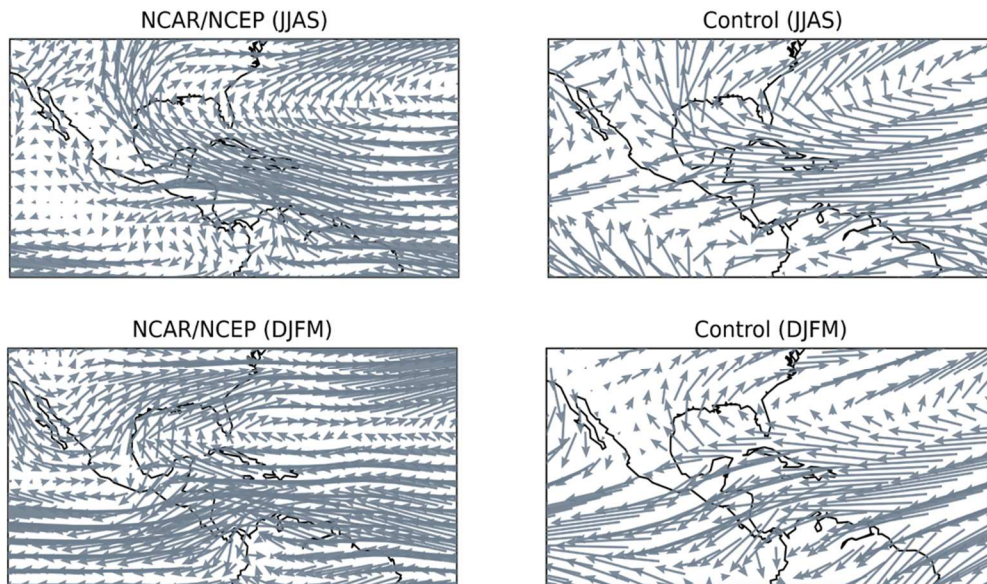 NCAR/NCEP (JJAS)
Control (JJAS)
NCAR/NCEP (DJFM)
Control (DJFM)